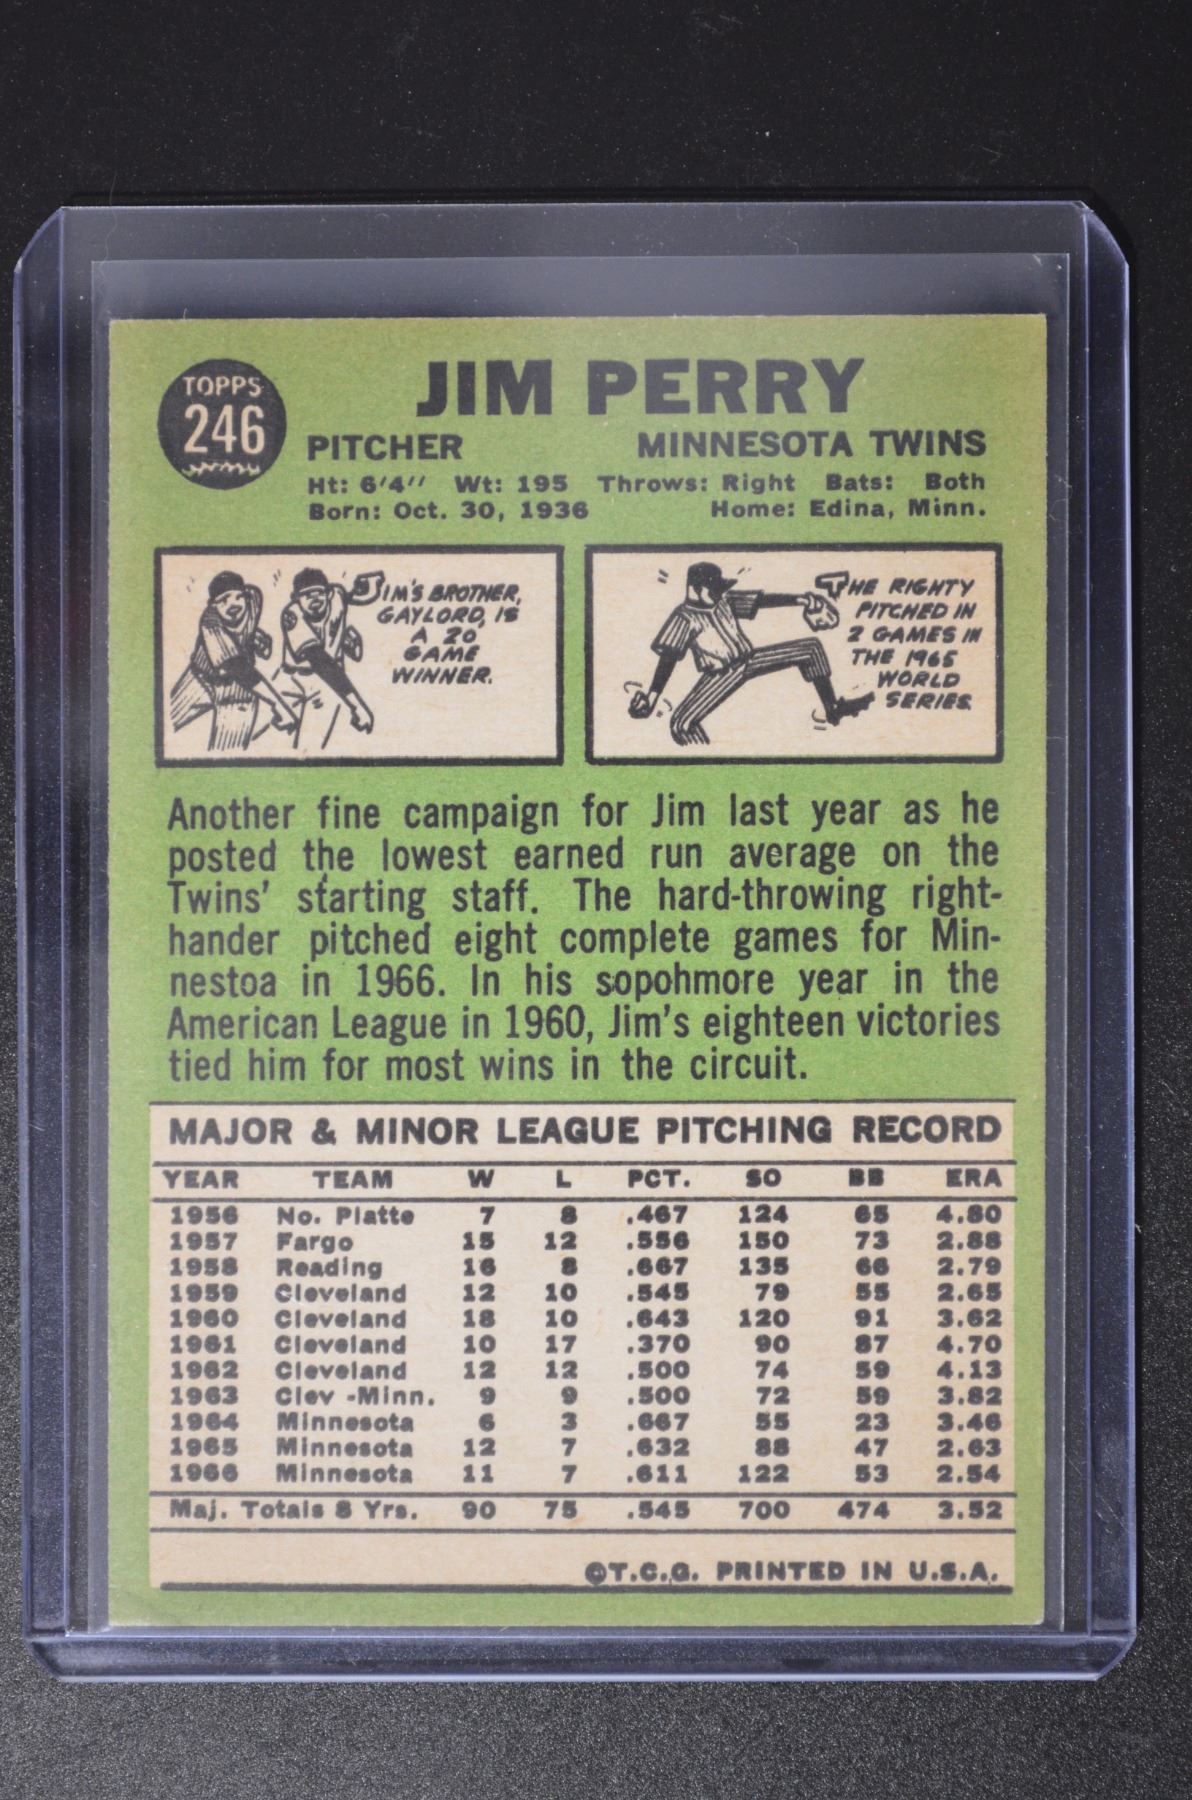 TOPPS
246
JIM PERRY
PITCHER MINNESOTA TWINS
Ht: 6'4" Wt: 195 Throws: Right Bats: Both
Born: Oct. 30, 1936 Home: Edina, Minn.
JIM'S BROTHER,
GAYLORD, IS
A 20
GAME
WINNER.
THE RIGHTY
PITCHED IN
2 GAMES IN
THE 1965
WORLD
SERIES.
Another fine campaign for Jim last year as he
posted the lowest earned run average on the
Twins' starting staff. The hard-throwing right-
hander pitched eight complete games for Min-
nestoa in 1966. In his sopohmore year in the
American League in 1960, Jim's eighteen victories
tied him for most wins in the circuit.
MAJOR & MINOR LEAGUE PITCHING RECORD
YEAR TEAM W L PCT. SO BB ERA
1956 No. Platte 7 8 .467 124 65 4.80
1957 Fargo 15 12 .556 150 73 2.88
1958 Reading 16 8 .667 135 66 2.79
1959 Cleveland 12 10 .545 79 55 2.65
1960 Cleveland 18 10 .643 120 91 3.62
1961 Cleveland 10 17 .370 90 87 4.70
1962 Cleveland 12 12 .500 74 59 4.13
1963 Clev -Minn. 9 9 .500 72 59 3.82
1964 Minnesota 6 3 .667 55 23 3.46
1965 Minnesota 12 7 .632 88 47 2.63
1966 Minnesota 11 7 .611 122 53 2.54
Maj. Totals 8 Yrs. 90 75 .545 700 474 3.52
©T.C.G. PRINTED IN U.S.A.